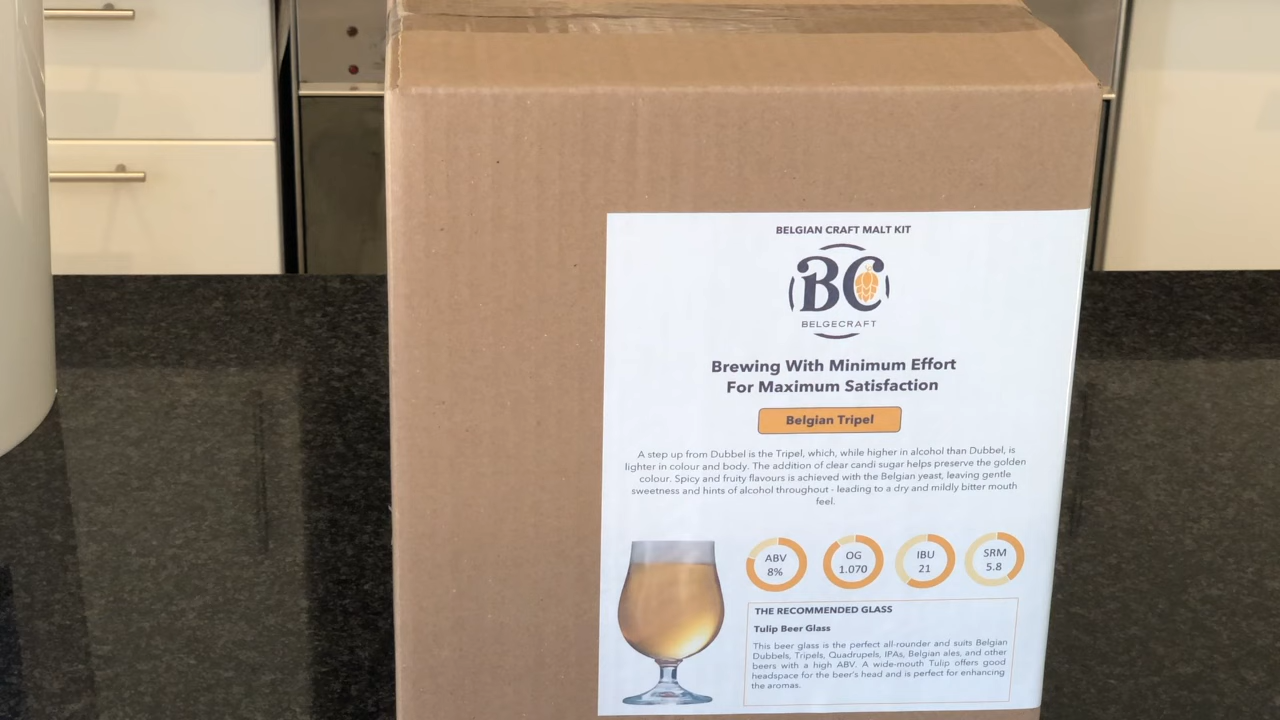 BELGIAN CRAFT MALT KIT
BC
BELGECRAFT
Brewing With Minimum Effort
For Maximum Satisfaction
Belgian Tripel
A step up from Dubbel is the Tripel, which, while higher in alcohol than Dubbel, is
lighter in colour and body. The addition of clear candi sugar helps preserve the golden
colour. Spicy and fruity flavours is achieved with the Belgian yeast, leaving gentle
sweetness and hints of alcohol throughout - leading to a dry and mildly bitter mouth
feel.
ABV
8%
OG
1.070
IBU
21
SRM
5.8
THE RECOMMENDED GLASS
Tulip Beer Glass
This beer glass is the perfect all-rounder and suits Belgian
Dubbels, Tripels, Quadrupels, IPAs, Belgian ales, and other
beers with a high ABV. A wide-mouth Tulip offers good
headspace for the beer's head and is perfect for enhancing
the aromas.